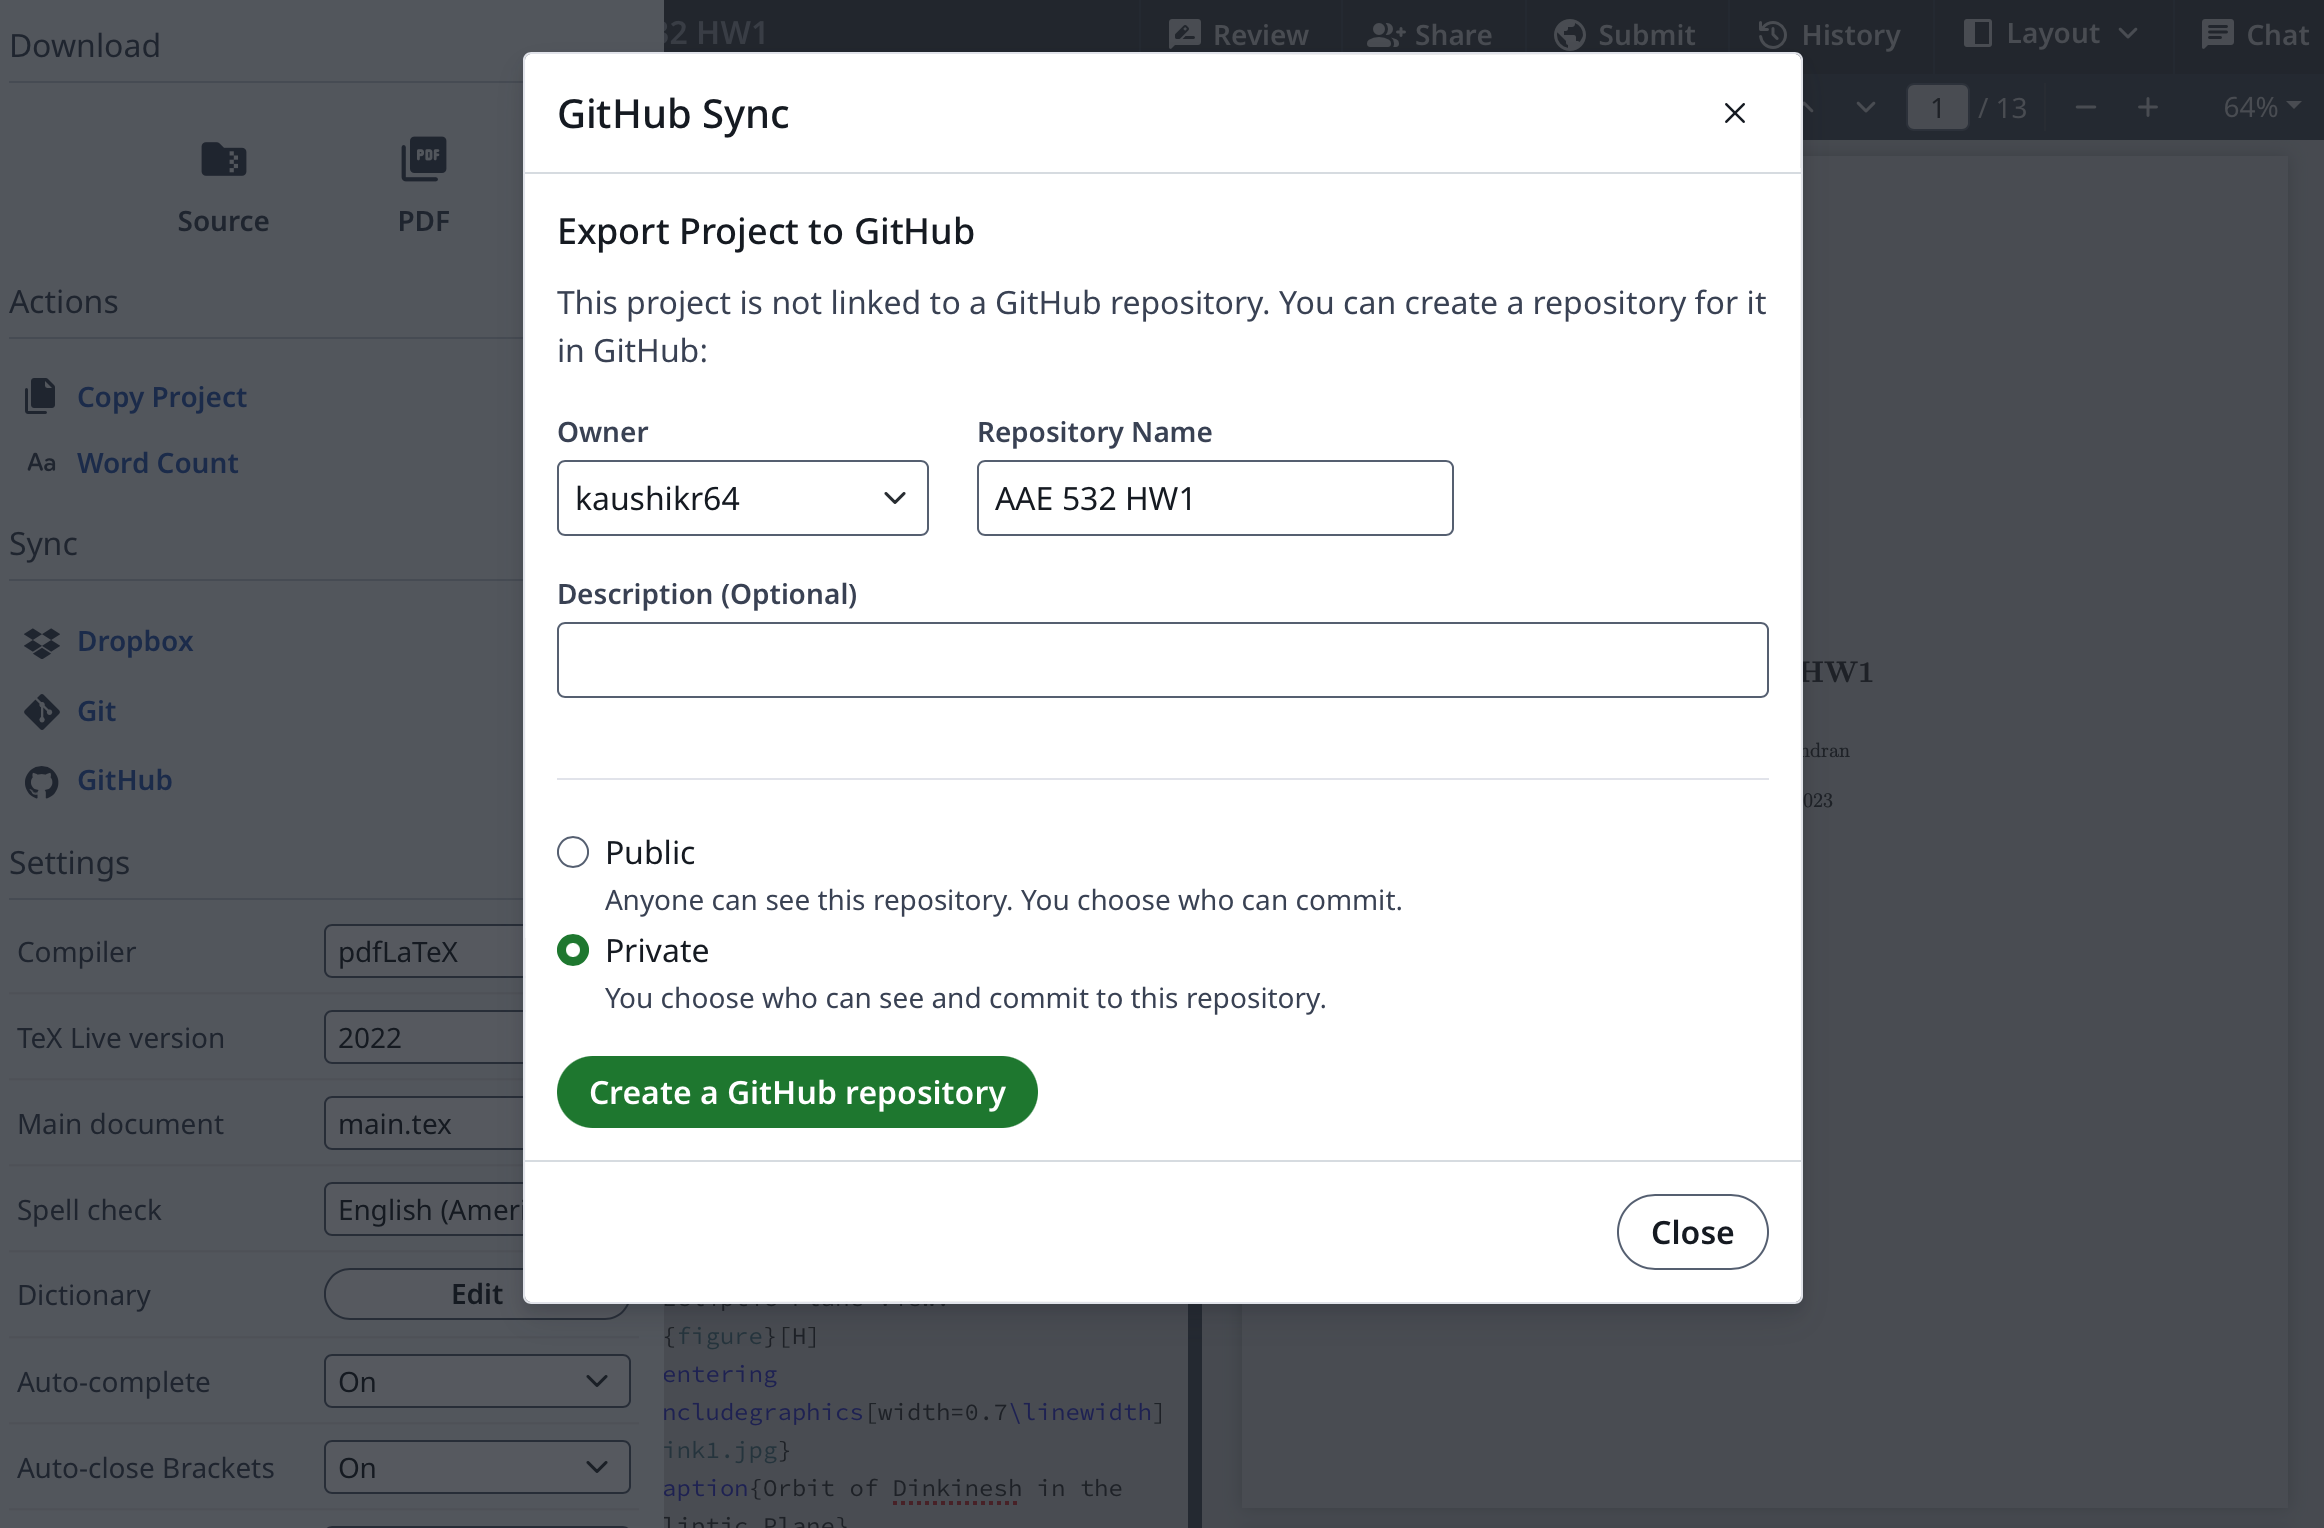 Download
Source
PDF
Actions
Copy Project
Aa Word Count
Sync
Dropbox
Git
GitHub
Settings
Compiler pdfLaTeX
TeX Live version 2022
Main document main.tex
Spell check English (Ameri
Dictionary Edit
Auto-complete On
Auto-close Brackets On
32 HW1
Review
Share
Submit
History
Layout
Chat
1 / 13
64%
GitHub Sync
Export Project to GitHub
This project is not linked to a GitHub repository. You can create a repository for it
in GitHub:
Owner
kaushikr64
Repository Name
AAE 532 HW1
Description (Optional)
Public
Anyone can see this repository. You choose who can commit.
Private
You choose who can see and commit to this repository.
Create a GitHub repository
Close
{figure}[H]
entering
ncludegraphics[width=0.7\linewidth]
ink1.jpg}
aption{Orbit of Dinkinesh in the
liptic Plane}
HW1
ndran
023